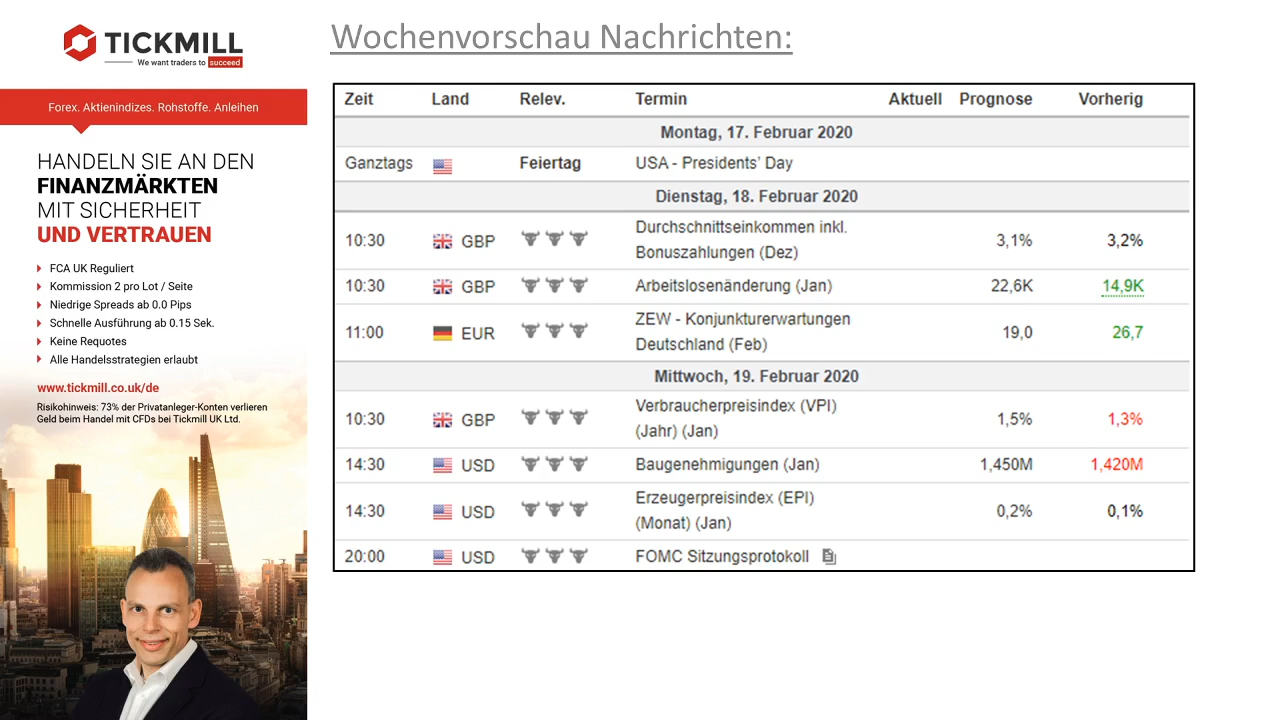 TICKMILL
We want traders to succeed
Forex. Aktienindizes. Rohstoffe. Anleihen
HANDELN SIE AN DEN
FINANZMÄRKTEN
MIT SICHERHEIT
UND VERTRAUEN
FCA UK Reguliert
Kommission 2 pro Lot / Seite
Niedrige Spreads ab 0.0 Pips
Schnelle Ausführung ab 0.15 Sek.
Keine Requotes
Alle Handelsstrategien erlaubt
www.tickmill.co.uk/de
Risikohinweis: 73% der Privatanleger-Konten verlieren
Geld beim Handel mit CFDs bei Tickmill UK Ltd.
Wochenvorschau Nachrichten:
Zeit Land Relev. Termin Aktuell Prognose Vorherig
Montag, 17. Februar 2020
Ganztags Feiertag USA - Presidents' Day
Dienstag, 18. Februar 2020
10:30 GBP Durchschnittseinkommen inkl.
Bonuszahlungen (Dez) 3,1% 3,2%
10:30 GBP Arbeitslosenänderung (Jan) 22,6K 14,9K
11:00 EUR ZEW - Konjunkturerwartungen
Deutschland (Feb) 19,0 26,7
Mittwoch, 19. Februar 2020
10:30 GBP Verbraucherpreisindex (VPI)
(Jahr) (Jan) 1,5% 1,3%
14:30 USD Baugenehmigungen (Jan) 1,450M 1,420M
14:30 USD Erzeugerpreisindex (EPI)
(Monat) (Jan) 0,2% 0,1%
20:00 USD FOMC Sitzungsprotokoll